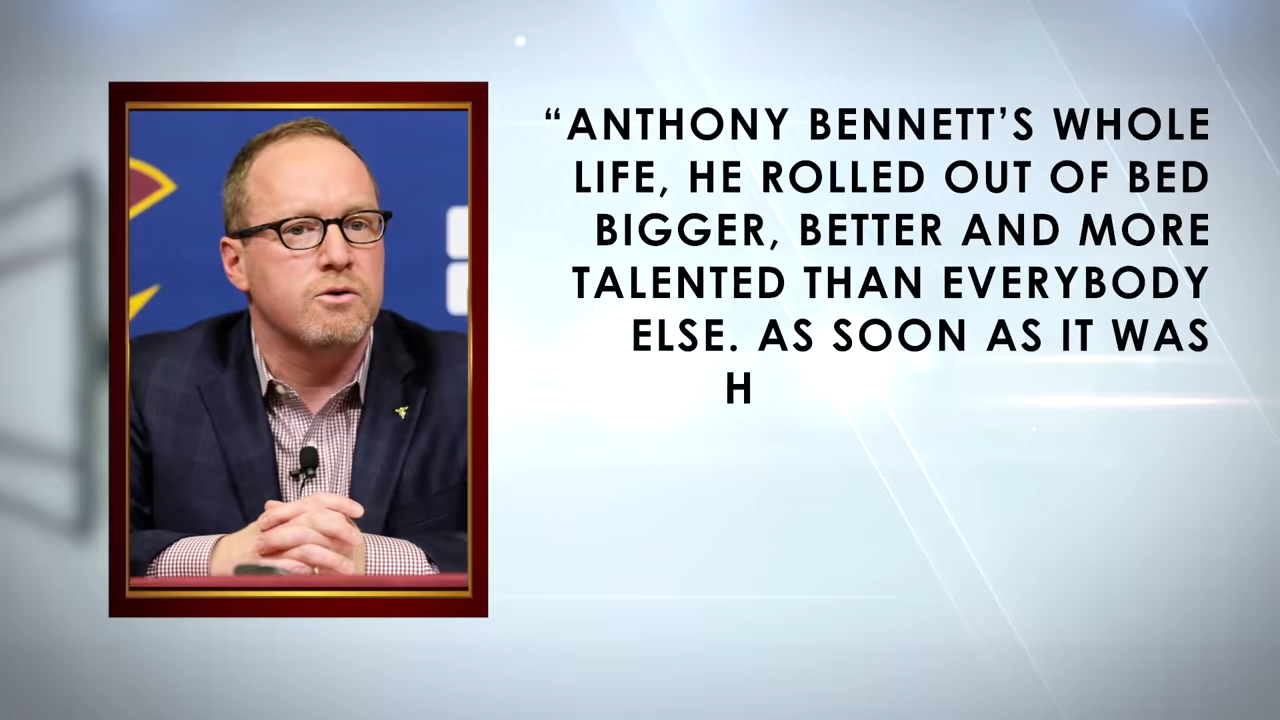 “ANTHONY BENNETT’S WHOLE
LIFE, HE ROLLED OUT OF BED
BIGGER, BETTER AND MORE
TALENTED THAN EVERYBODY
ELSE. AS SOON AS IT WAS
H